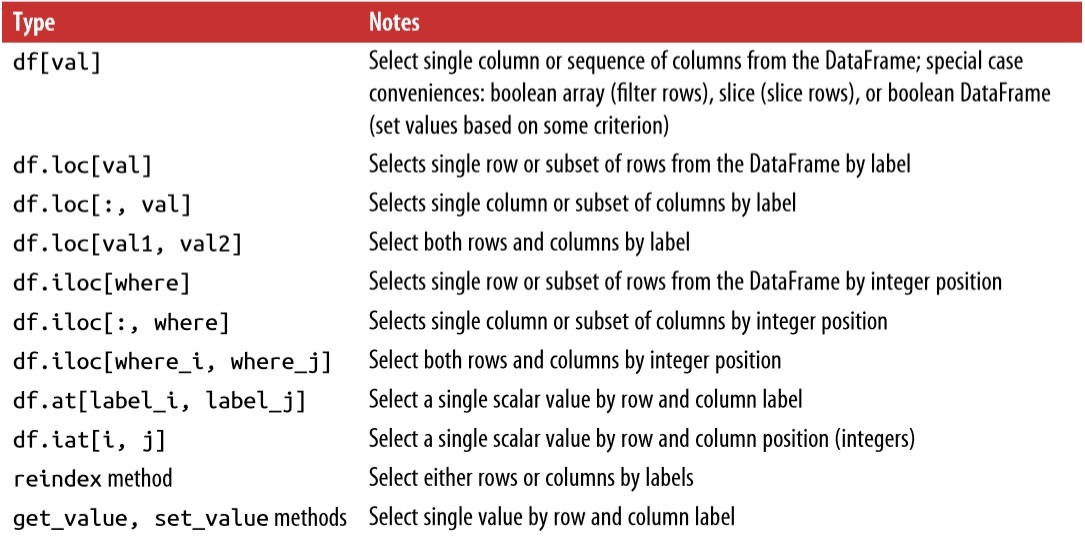 Type Notes
df[val] Select single column or sequence of columns from the DataFrame; special case
conveniences: boolean array (filter rows), slice (slice rows), or boolean DataFrame
(set values based on some criterion)
df.loc[val] Selects single row or subset of rows from the DataFrame by label
df.loc[:, val] Selects single column or subset of columns by label
df.loc[val1, val2] Select both rows and columns by label
df.iloc[where] Selects single row or subset of rows from the DataFrame by integer position
df.iloc[:, where] Selects single column or subset of columns by integer position
df.iloc[where_i, where_j] Select both rows and columns by integer position
df.at[label_i, label_j] Select a single scalar value by row and column label
df.iat[i, j] Select a single scalar value by row and column position (integers)
reindex method Select either rows or columns by labels
get_value, set_value methods Select single value by row and column label